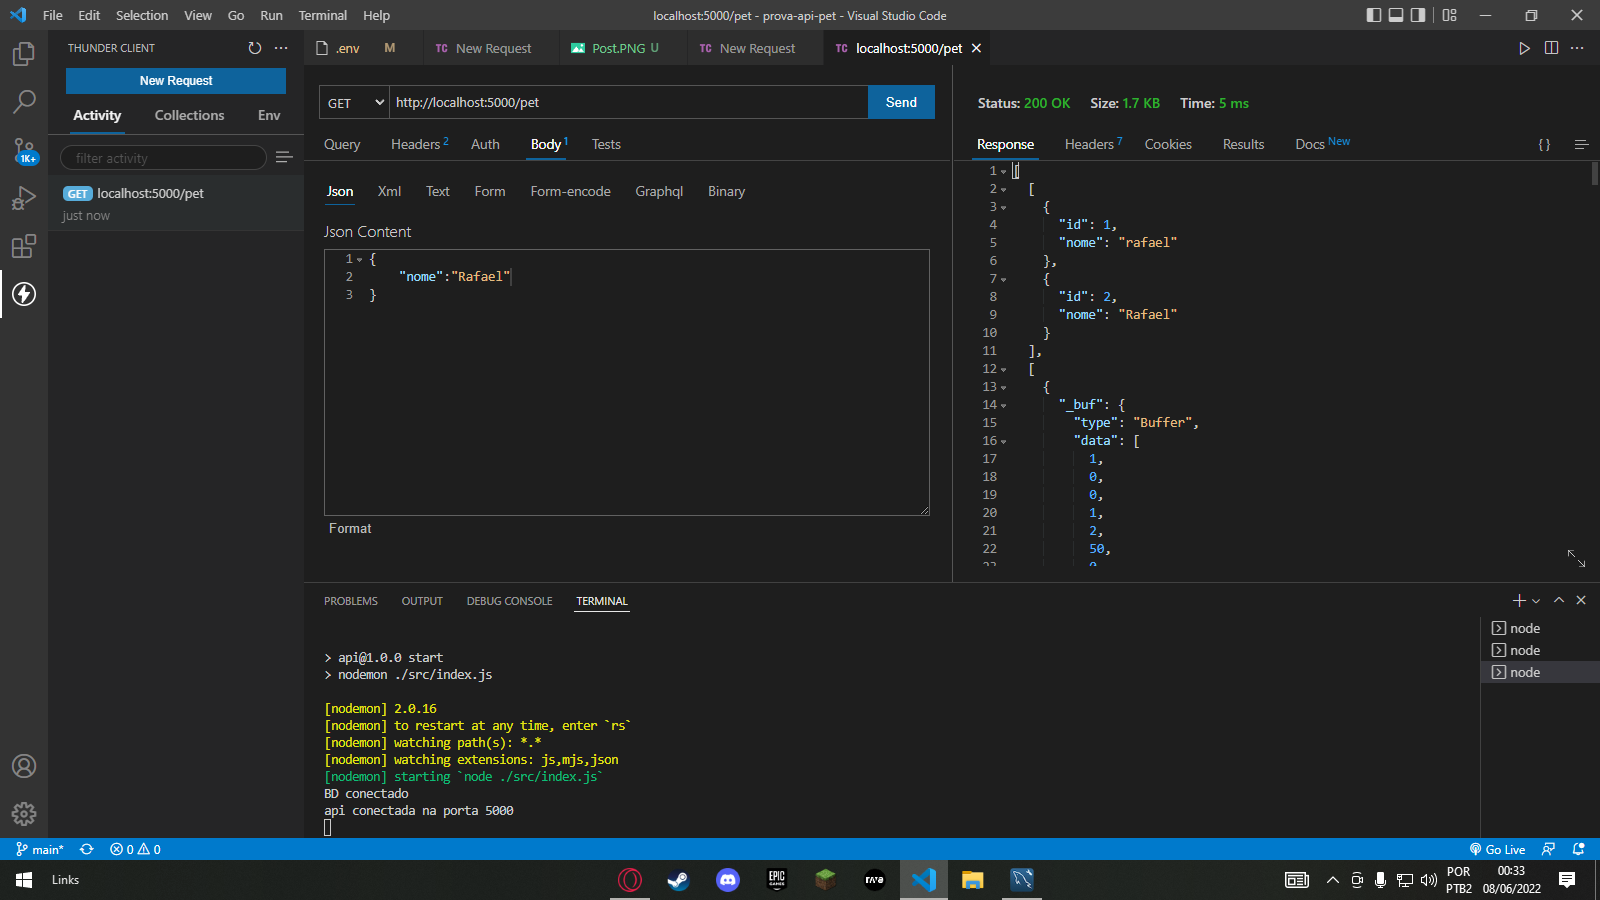 File Edit Selection View Go Run Terminal Help
localhost:5000/pet - prova-api-pet - Visual Studio Code
THUNDER CLIENT
New Request
Activity Collections Env
filter activity
GET localhost:5000/pet
just now
1K+
.env M
TC New Request
Post.PNG U
TC New Request
TC localhost:5000/pet
GET http://localhost:5000/pet Send
Query Headers 2 Auth Body 1 Tests
Json Xml Text Form Form-encode Graphql Binary
Json Content
1 {
2 "nome":"Rafael"
3 }
Format
Status: 200 OK Size: 1.7 KB Time: 5 ms
Response Headers 7 Cookies Results Docs New
{ }
1 [
2 [
3 {
4 "id": 1,
5 "nome": "rafael"
6 },
7 {
8 "id": 2,
9 "nome": "Rafael"
10 }
11 ],
12 [
13 {
14 "_buf": {
15 "type": "Buffer",
16 "data": [
17 1,
18 0,
19 0,
20 1,
21 2,
22 50,
23 0
PROBLEMS OUTPUT DEBUG CONSOLE TERMINAL
> api@1.0.0 start
> nodemon ./src/index.js
[nodemon] 2.0.16
[nodemon] to restart at any time, enter `rs`
[nodemon] watching path(s): *.*
[nodemon] watching extensions: js,mjs,json
[nodemon] starting `node ./src/index.js`
BD conectado
api conectada na porta 5000
node
node
node
main* 0 0
Go Live
Links
EPIC GAMES
POR
PTB2
00:33
08/06/2022